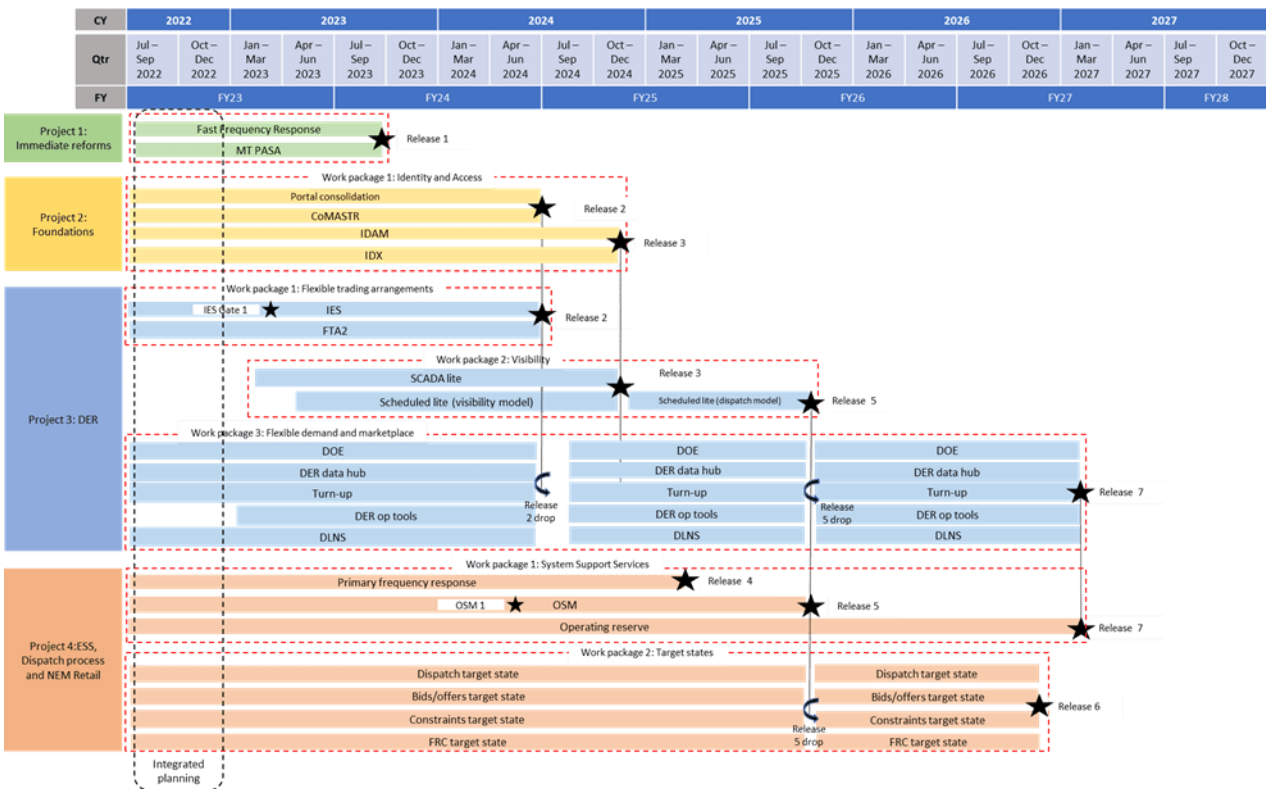 CY 2022 2023 2024 2025 2026 2027
Qtr
Jul – Sep 2022
Oct – Dec 2022
Jan – Mar 2023
Apr – Jun 2023
Jul – Sep 2023
Oct – Dec 2023
Jan – Mar 2024
Apr – Jun 2024
Jul – Sep 2024
Oct – Dec 2024
Jan – Mar 2025
Apr – Jun 2025
Jul – Sep 2025
Oct – Dec 2025
Jan – Mar 2026
Apr – Jun 2026
Jul – Sep 2026
Oct – Dec 2026
Jan – Mar 2027
Apr – Jun 2027
Jul – Sep 2027
Oct – Dec 2027
FY FY23 FY24 FY25 FY26 FY27 FY28
Project 1:
Immediate reforms
Fast Frequency Response
MT PASA
Release 1
Project 2:
Foundations
Work package 1: Identity and Access
Portal consolidation
CoMASTR
Release 2
IDAM
IDX
Release 3
Project 3: DER
Work package 1: Flexible trading arrangements
IES Gate 1
IES
FTA2
Release 2
Work package 2: Visibility
SCADA lite
Release 3
Scheduled lite (visibility model)
Scheduled lite (dispatch model)
Release 5
Work package 3: Flexible demand and marketplace
DOE DOE DOE
DER data hub DER data hub DER data hub
Turn-up Turn-up Turn-up
Release 7
Release
2 drop
Release
5 drop
DER op tools DER op tools DER op tools
DLNS DLNS DLNS
Project 4:ESS,
Dispatch process
and NEM Retail
Work package 1: System Support Services
Primary frequency response
Release 4
OSM 1
OSM
Release 5
Operating reserve
Release 7
Work package 2: Target states
Dispatch target state Dispatch target state
Bids/offers target state Bids/offers target state
Release 6
Constraints target state Constraints target state
Release
5 drop
FRC target state FRC target state
Integrated
planning